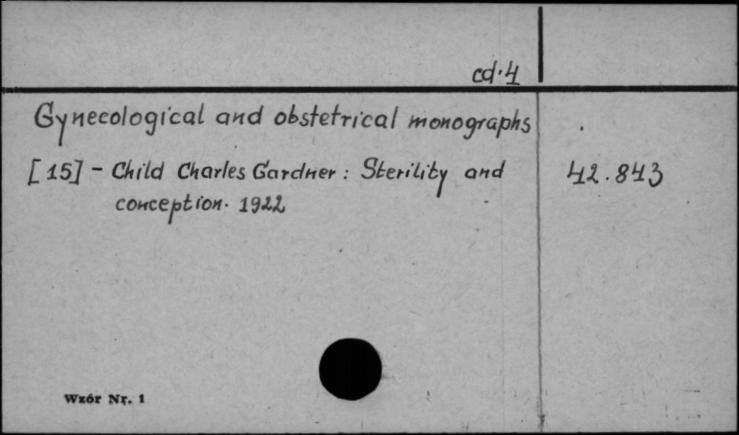 cd. 4
Gynecological and obstetrical monographs
[15] - Child Charles Gardner: Sterility and 42.843
conception. 1922
Wzór Nr. 1